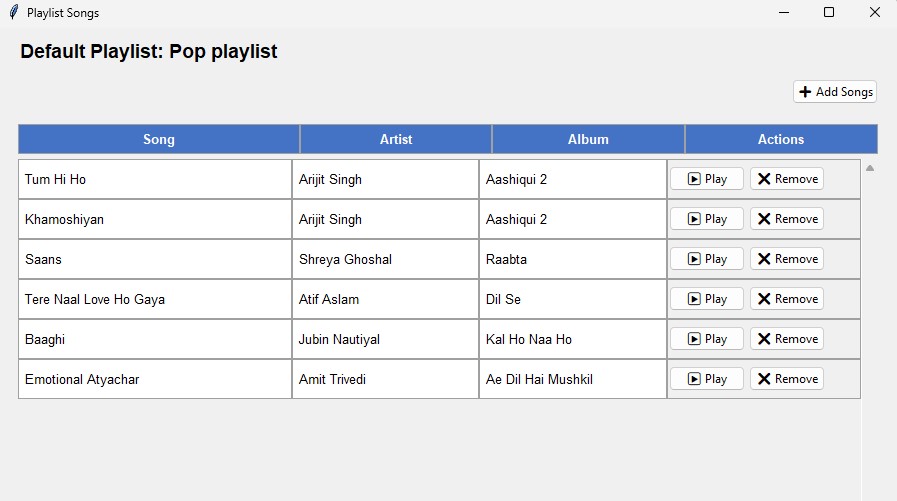 Playlist Songs
Default Playlist: Pop playlist
Add Songs
Song Artist Album Actions
Tum Hi Ho Arijit Singh Aashiqui 2 Play Remove
Khamoshiyan Arijit Singh Aashiqui 2 Play Remove
Saans Shreya Ghoshal Raabta Play Remove
Tere Naal Love Ho Gaya Atif Aslam Dil Se Play Remove
Baaghi Jubin Nautiyal Kal Ho Naa Ho Play Remove
Emotional Atyachar Amit Trivedi Ae Dil Hai Mushkil Play Remove